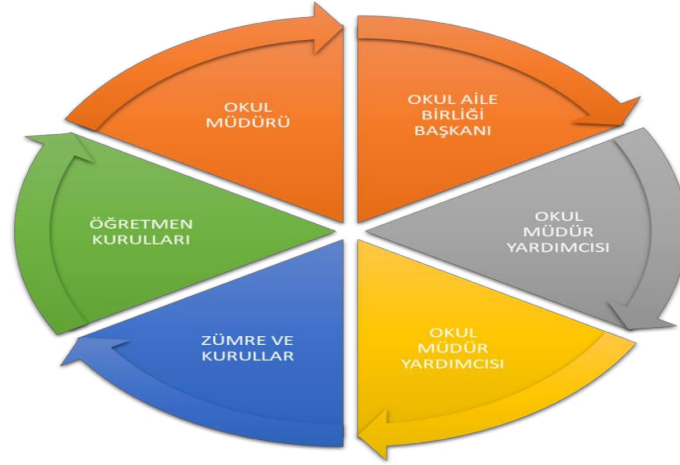 OKUL
MÜDÜRÜ
OKUL AİLE
BİRLİĞİ
BAŞKANI
OKUL
MÜDÜR
YARDIMCISI
OKUL
MÜDÜR
YARDIMCISI
ZÜMRE VE
KURULLAR
ÖĞRETMEN
KURULLARI